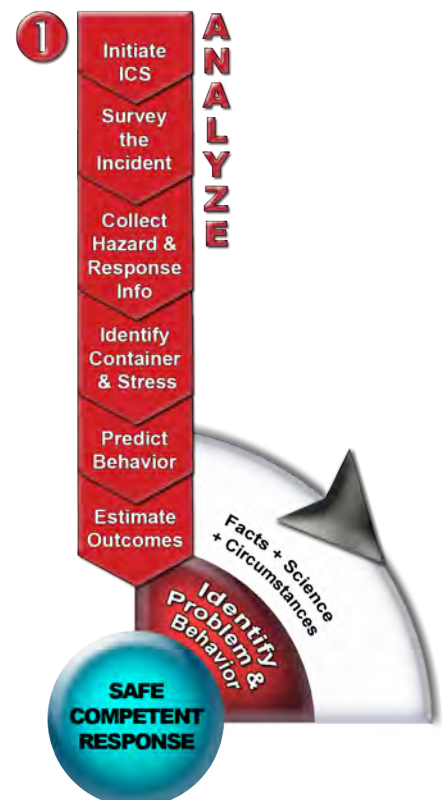 1
ANALYZE
Initiate
ICS
Survey
the
Incident
Collect
Hazard &
Response
Info
Identify
Container
& Stress
Predict
Behavior
Estimate
Outcomes
Facts + Science
+ Circumstances
Identify
Problem &
Behavior
SAFE
COMPETENT
RESPONSE